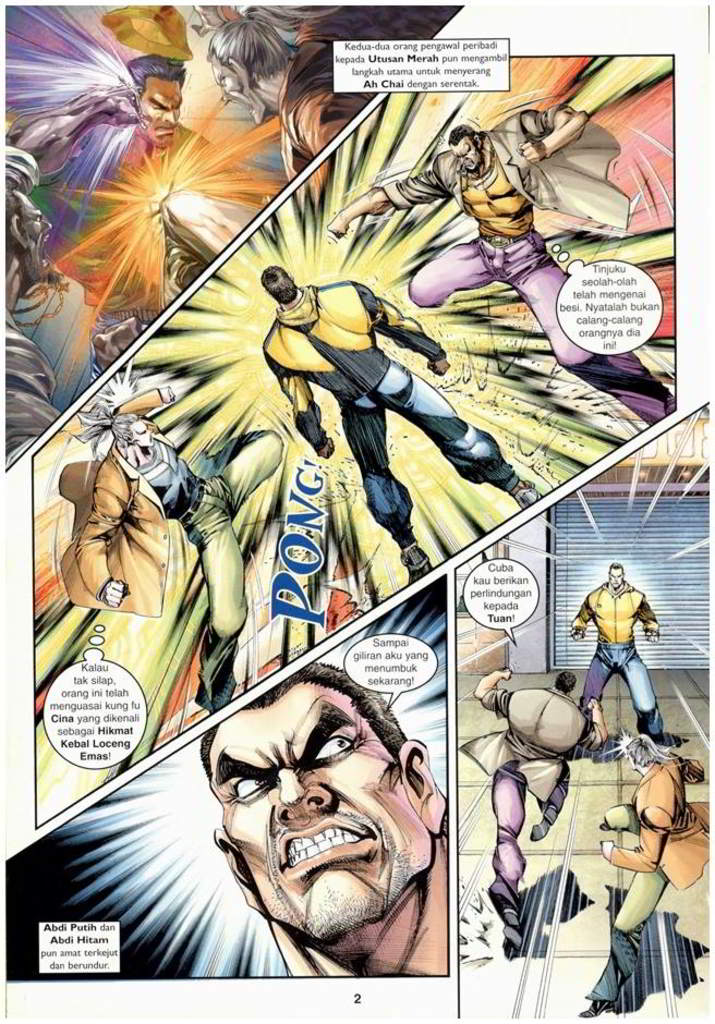 Kedua-dua orang pengawal peribadi
kepada Utusan Merah pun mengambil
langkah utama untuk menyerang
Ah Chai dengan serentak.
Tinjuku
seolah-olah
telah mengenai
besi. Nyatalah bukan
calang-calang
orangnya dia
ini!
PONG!
Kalau
tak silap,
orang ini telah
menguasai kung fu
Cina yang dikenali
sebagai Hikmat
Kebal Loceng
Emas!
Sampai
giliran aku yang
menumbuk
sekarang!
Cuba
kau berikan
perlindungan
kepada
Tuan!
Abdi Putih dan
Abdi Hitam
pun amat terkejut
dan berundur.
2